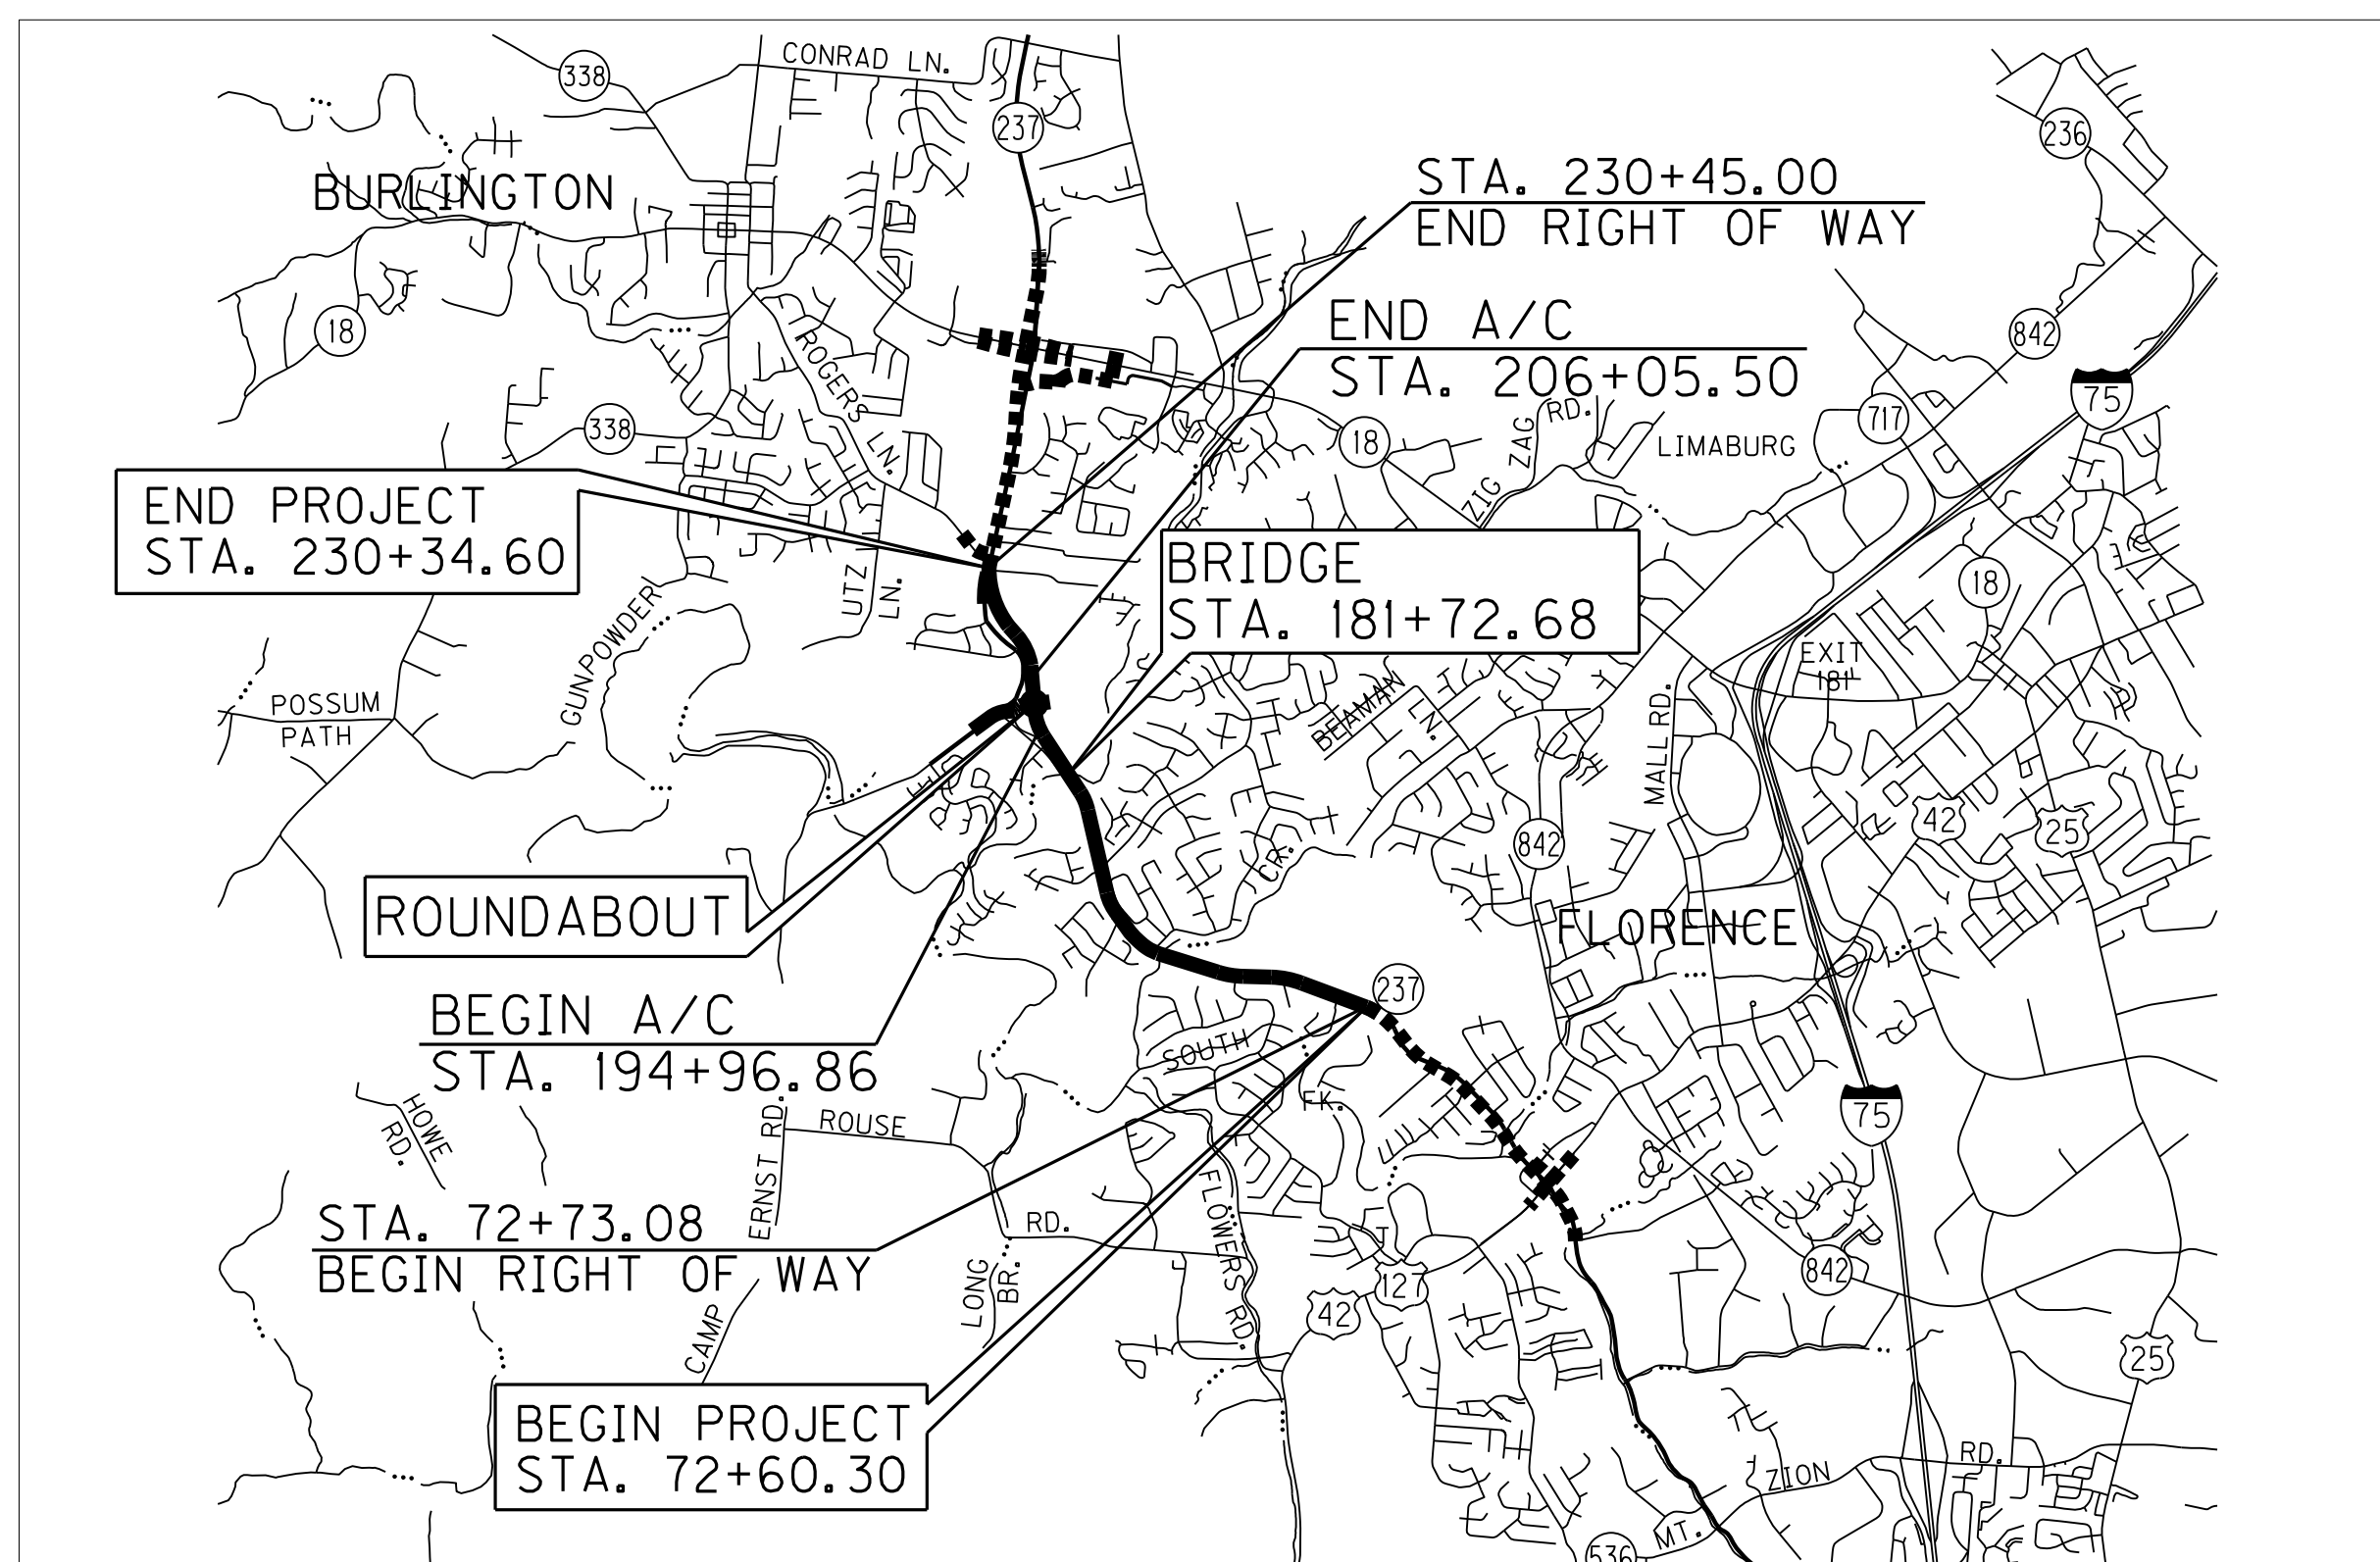 CONRAD LN.
338
237
236
BURLINGTON
STA. 230+45.00
END RIGHT OF WAY
18
ROGERS
LN.
END A/C
STA. 206+05.50
842
75
717
338
18
ZIG ZAG RD.
LIMABURG
END PROJECT
STA. 230+34.60
UTZ
LN.
BRIDGE
STA. 181+72.68
18
GUNPOWDER
EXIT
181
POSSUM
PATH
BEAMAN
LN.
MALL RD.
842
42
25
CR.
ROUNDABOUT
FLORENCE
BEGIN A/C
STA. 194+96.86
237
SOUTH
FK.
75
HOWE
RD.
ERNST RD.
ROUSE
RD.
STA. 72+73.08
BEGIN RIGHT OF WAY
FLOWERS RD.
LONG
BR.
127
42
842
CAMP
25
BEGIN PROJECT
STA. 72+60.30
MT.
ZION
RD.
536